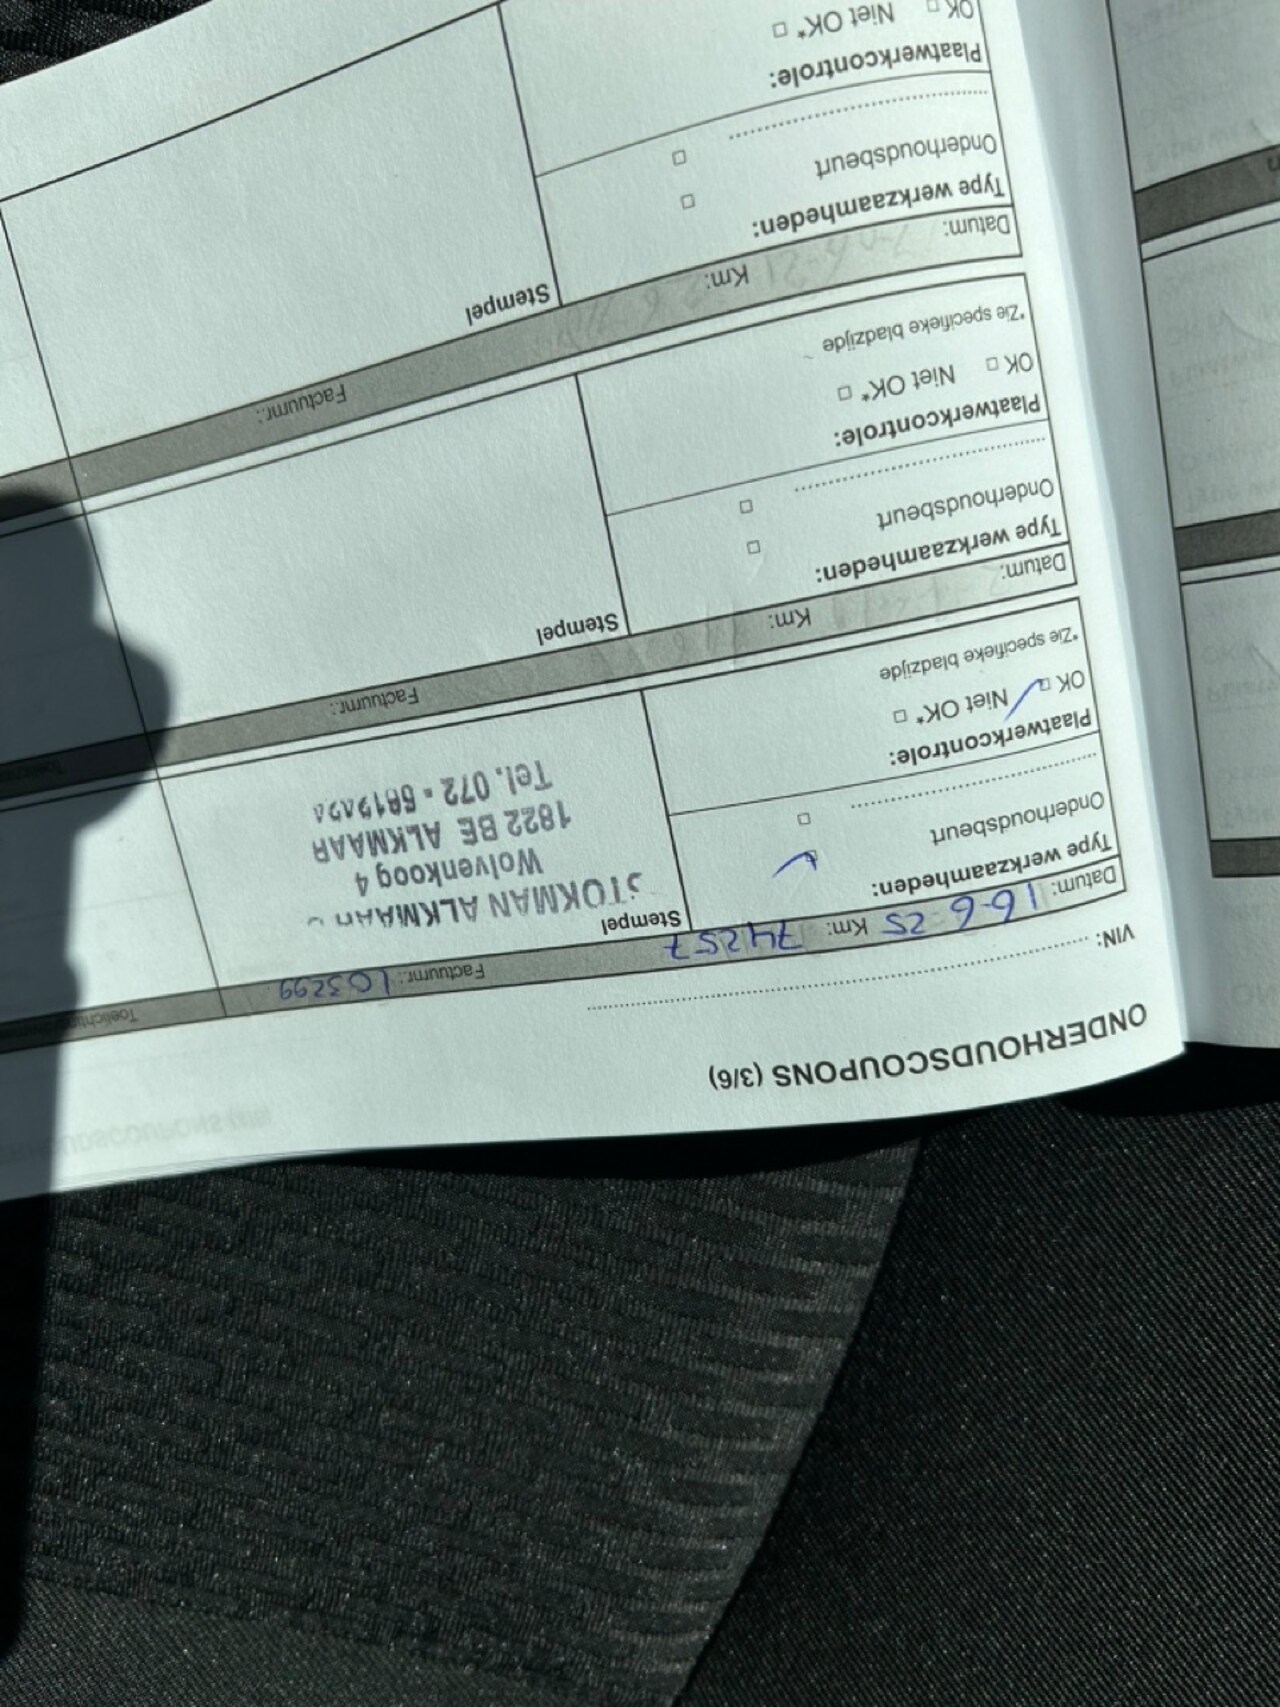 ONDERHOUDSCOUPONS (3/6)
VIN:
Datum: 16-6-25 Km: 74257 Factuurnr.: 103299
Type werkzaamheden:
Onderhoudsbeurt
Plaatwerkcontrole:
OK Niet OK*
*Zie specifieke bladzijde
Stempel
STOKMAN ALKMAAR
Wolvenkoog 4
1822 BE ALKMAAR
Tel. 072 -
Datum: Km: Factuurnr.:
Type werkzaamheden:
Onderhoudsbeurt
Plaatwerkcontrole:
OK Niet OK*
*Zie specifieke bladzijde
Stempel
Datum: Km: Factuurnr.:
Type werkzaamheden:
Onderhoudsbeurt
Plaatwerkcontrole:
OK Niet OK*
Stempel